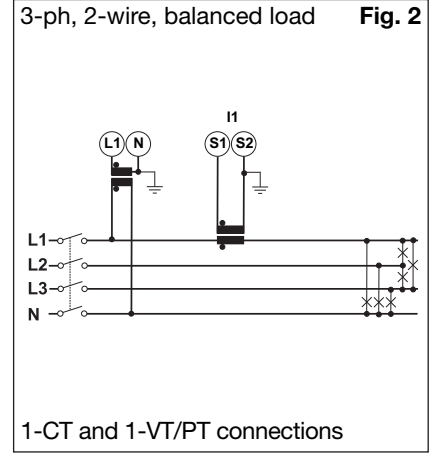 3-ph, 2-wire, balanced load Fig. 2
I1
L1 N S1 S2
L1
L2
L3
N
1-CT and 1-VT/PT connections